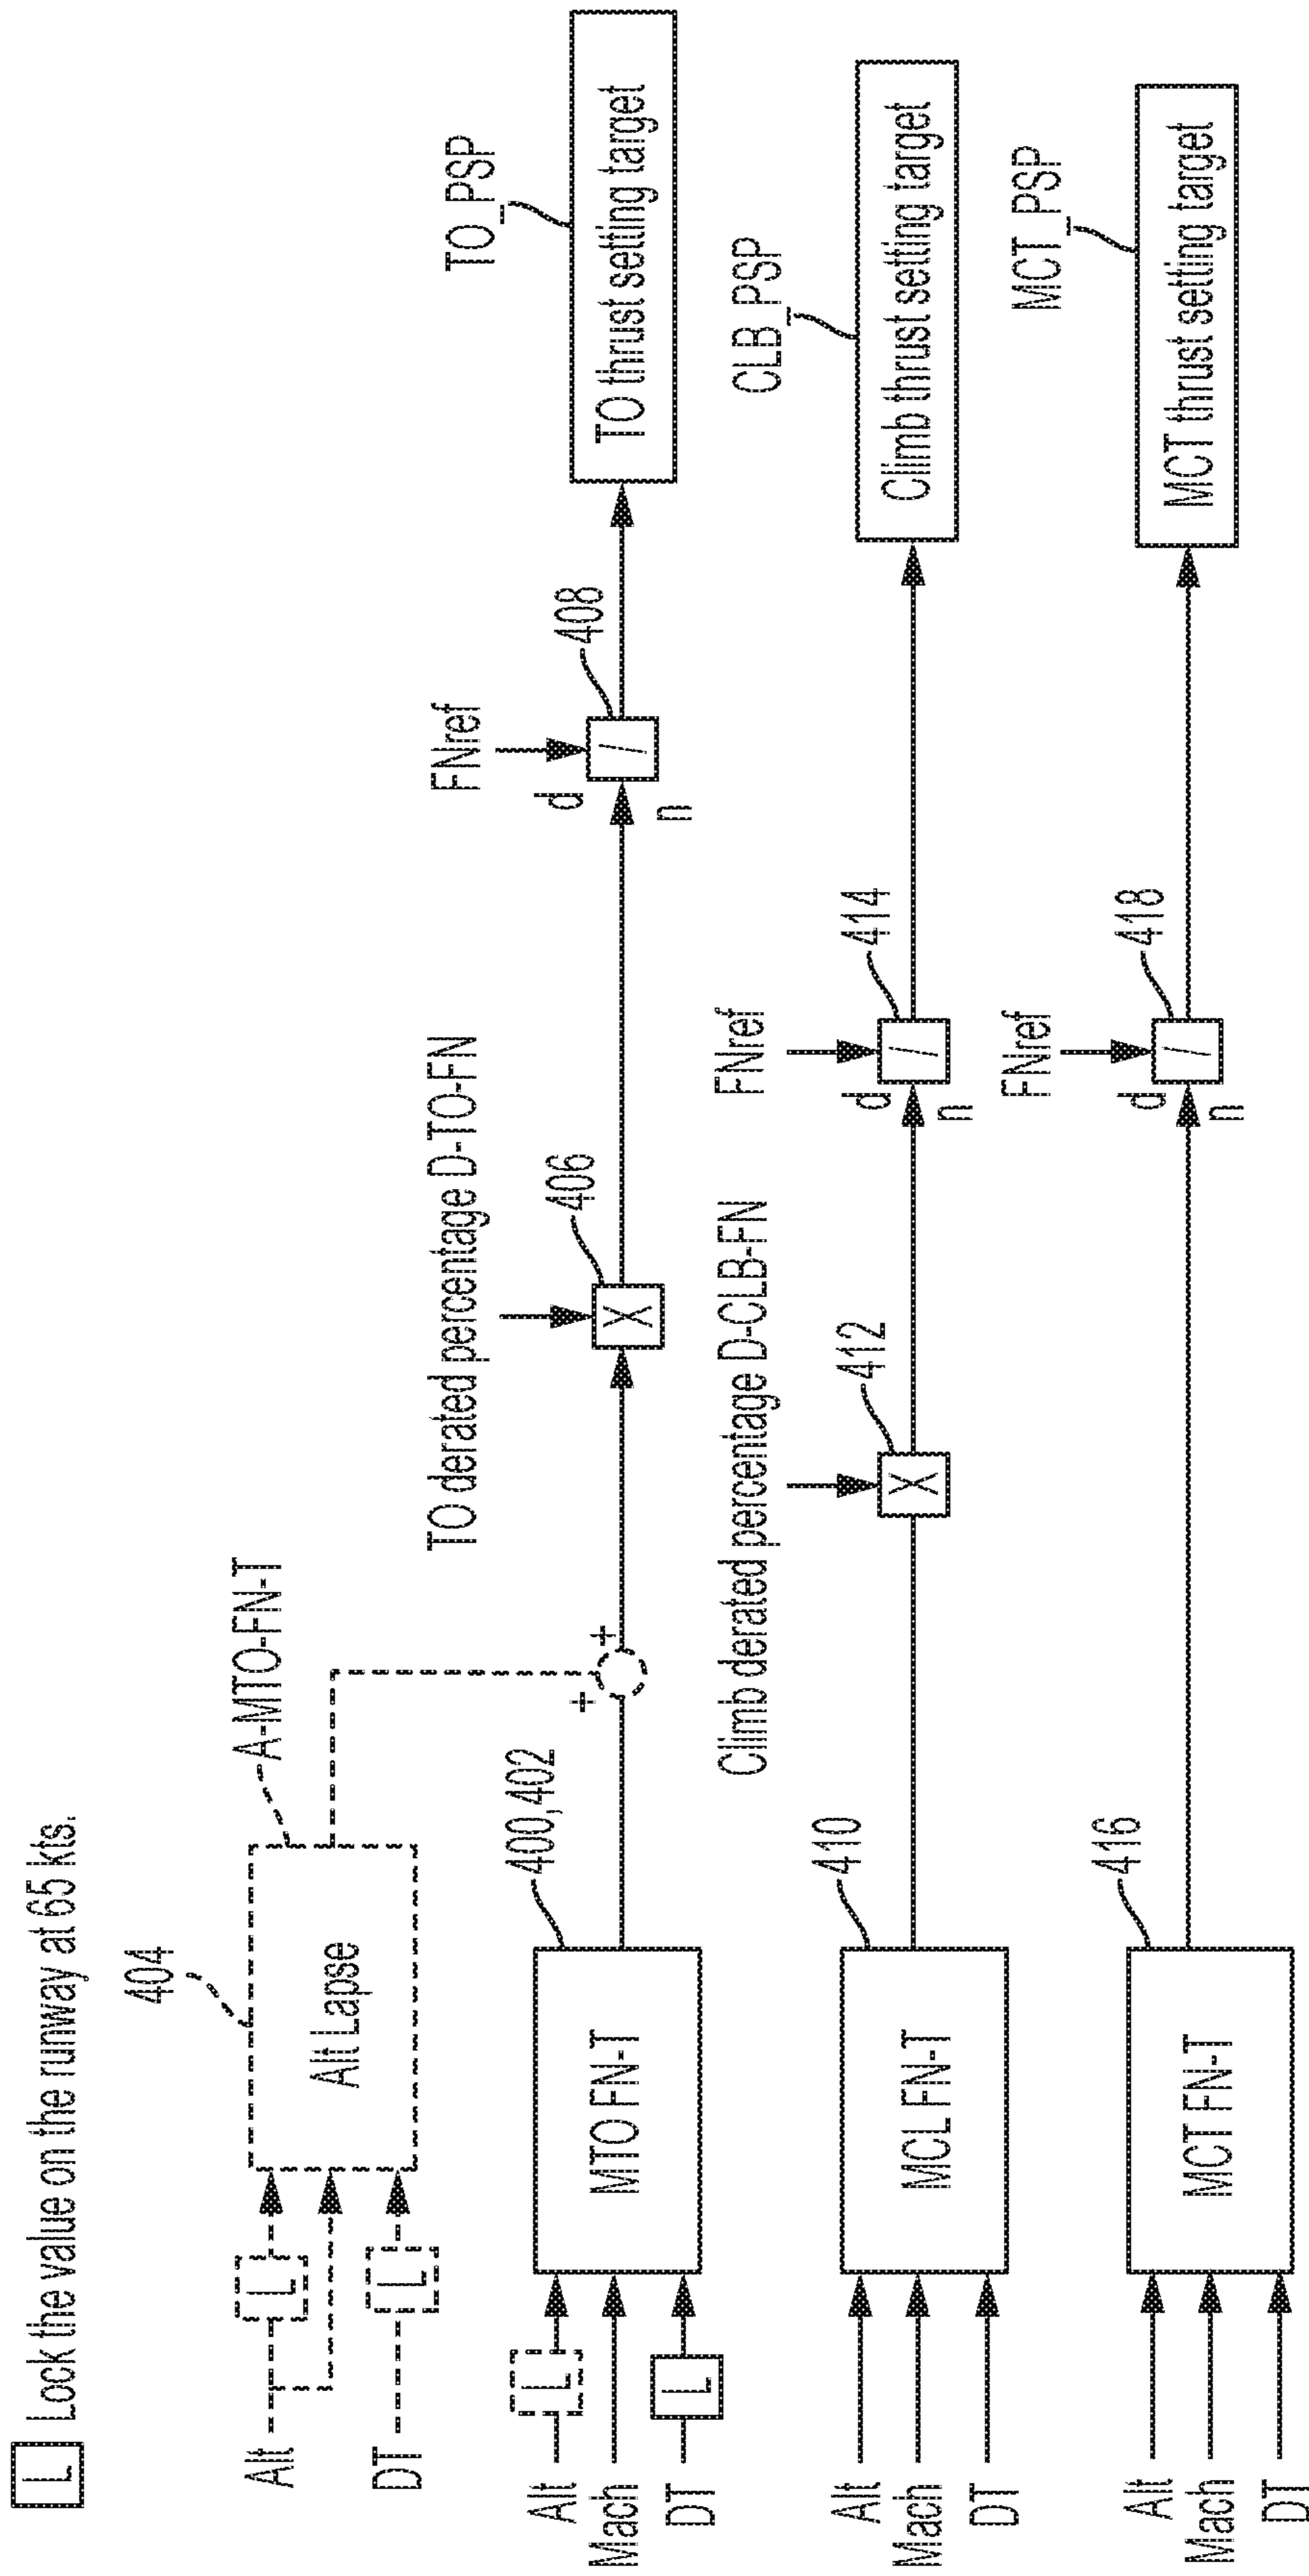 L Lock the value on the runway at 65 kts.
404
Alt
L
DT
L
Alt Lapse
A-MTO-FN-T
Alt
L
Mach
DT
L
MTO FN-T
400,402
+
+
TO derated percentage D-TO-FN
406
X
FNref
d
n
/
408
TO_PSP
TO thrust setting target
Alt
Mach
DT
MCL FN-T
410
Climb derated percentage D-CLB-FN
412
X
FNref
d
n
/
414
CLB_PSP
Climb thrust setting target
Alt
Mach
DT
MCT FN-T
416
FNref
d
n
/
418
MCT_PSP
MCT thrust setting target